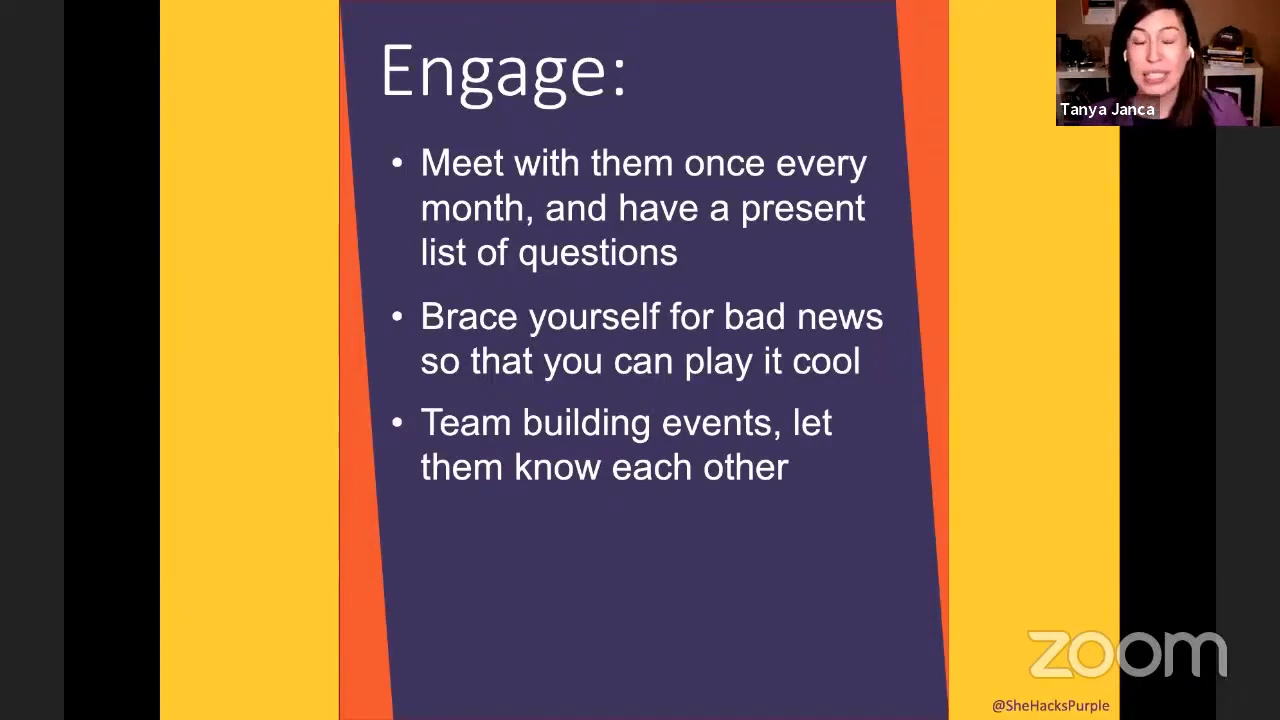 Engage:
• Meet with them once every
month, and have a present
list of questions
• Brace yourself for bad news
so that you can play it cool
• Team building events, let
them know each other
Tanya Janca
zoom
@SheHacksPurple